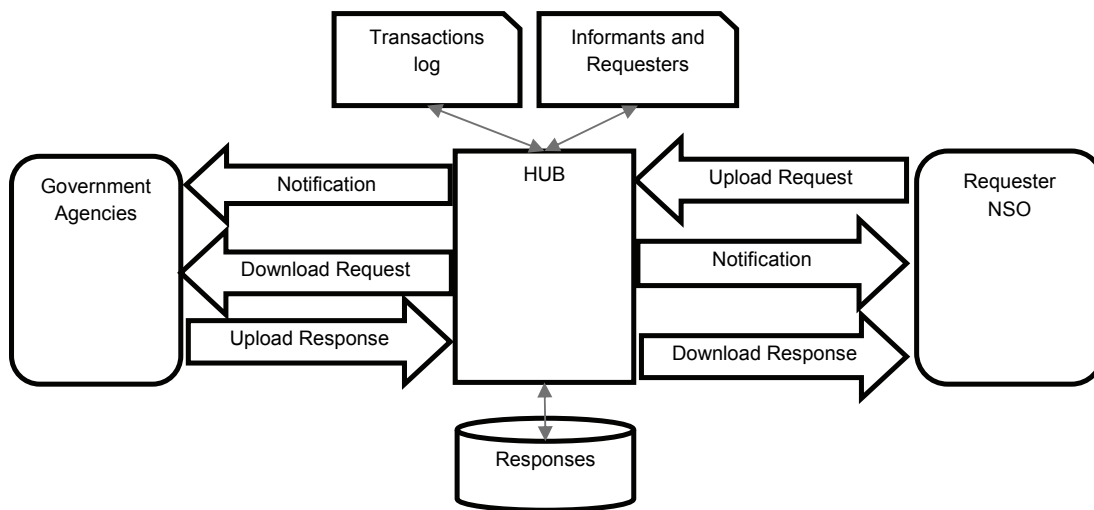 Transactions
log
Informants and
Requesters
Government
Agencies
Notification
Download Request
Upload Response
HUB
Upload Request
Notification
Download Response
Requester
NSO
Responses